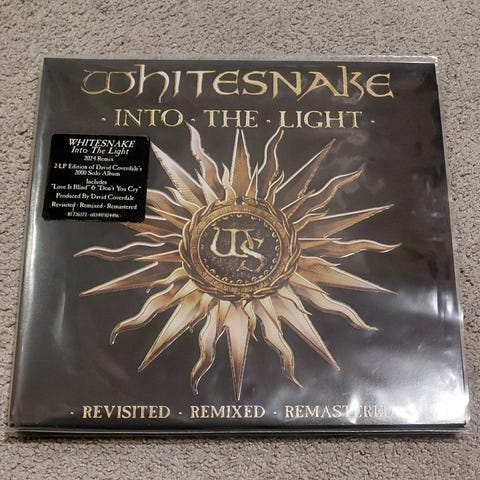 WHITESNAKE
· INTO · THE · LIGHT ·
WHITESNAKE
Into The Light
2024 Remix
2-LP Edition of David Coverdale's
2000 Solo Album
Includes
"Love Is Blind" & "Don't You Cry"
Produced By David Coverdale
Revisited · Remixed · Remastered
WS
· REVISITED · REMIXED · REMASTERED